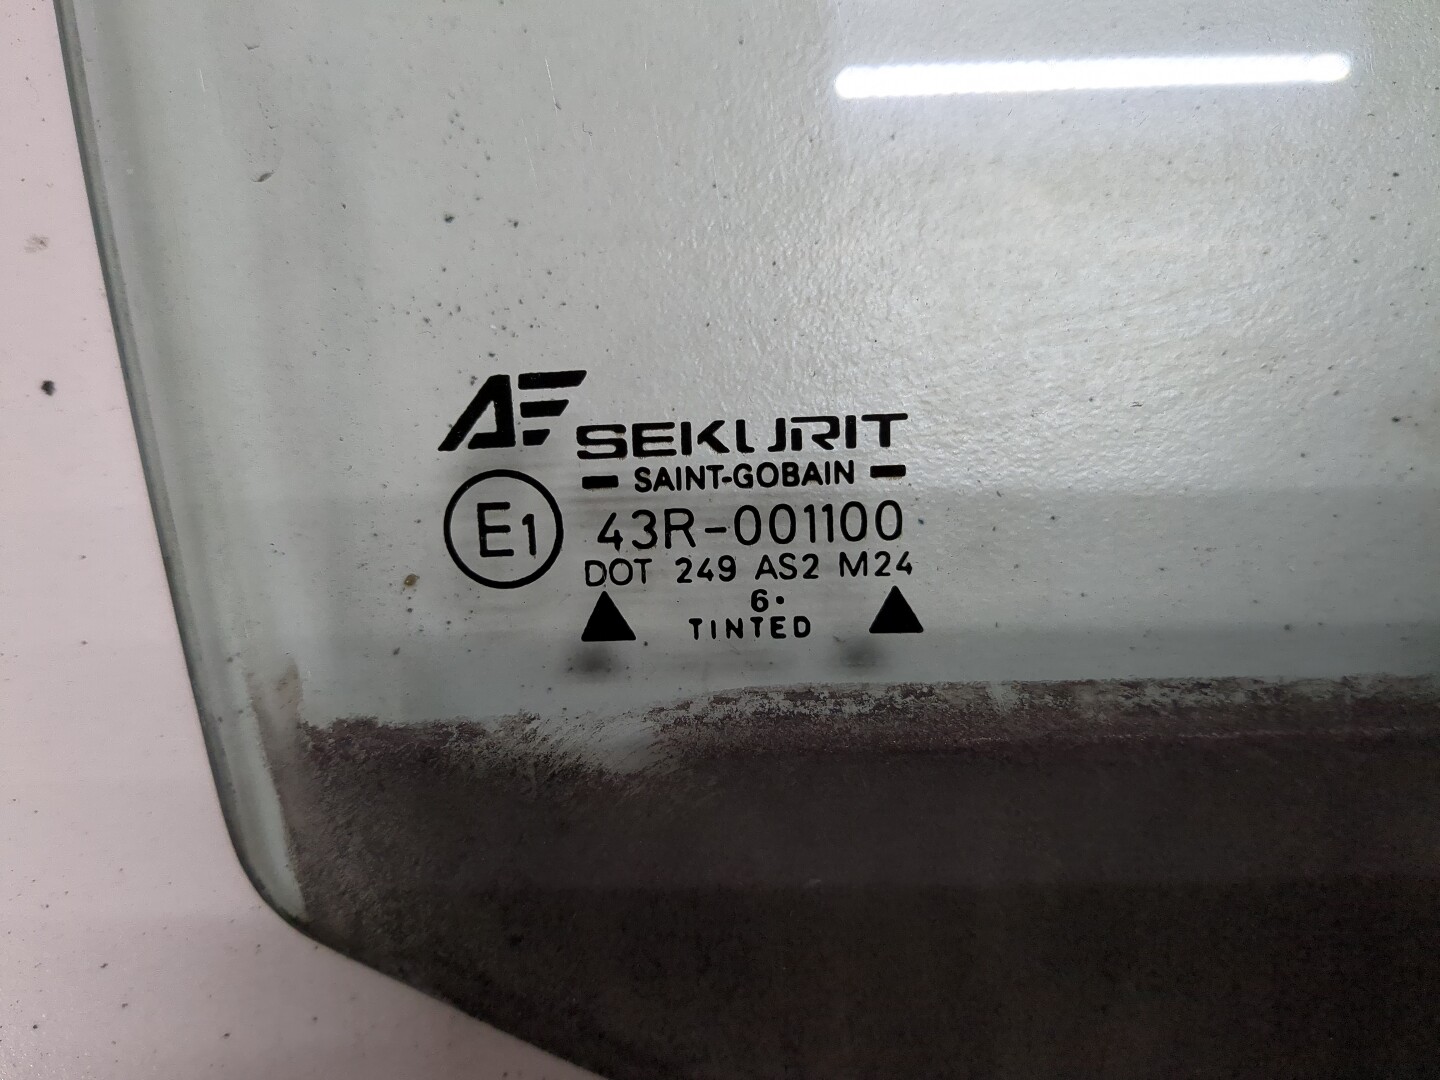 AF SEKURIT
SAINT-GOBAIN
E1 43R-001100
DOT 249 AS2 M24
6•
TINTED